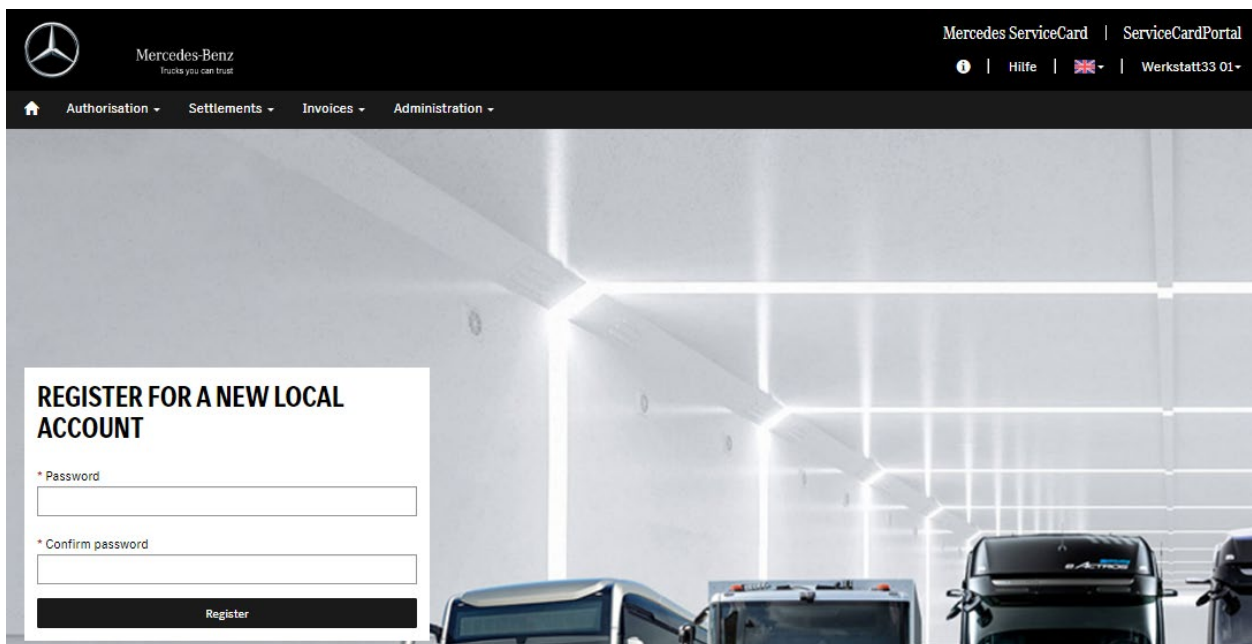 Mercedes ServiceCard | ServiceCardPortal
Mercedes-Benz
Trucks you can trust
Hilfe | Werkstatt33 01
Authorisation Settlements Invoices Administration
REGISTER FOR A NEW LOCAL
ACCOUNT
* Password
* Confirm password
Register
eACTROS